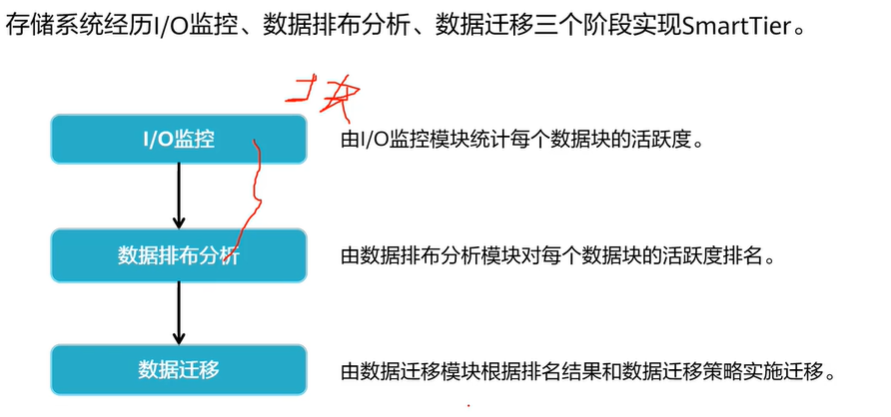 存储系统经历I/O监控、数据排布分析、数据迁移三个阶段实现SmartTier。
I/O监控
由I/O监控模块统计每个数据块的活跃度。
数据排布分析
由数据排布分析模块对每个数据块的活跃度排名。
数据迁移
由数据迁移模块根据排名结果和数据迁移策略实施迁移。